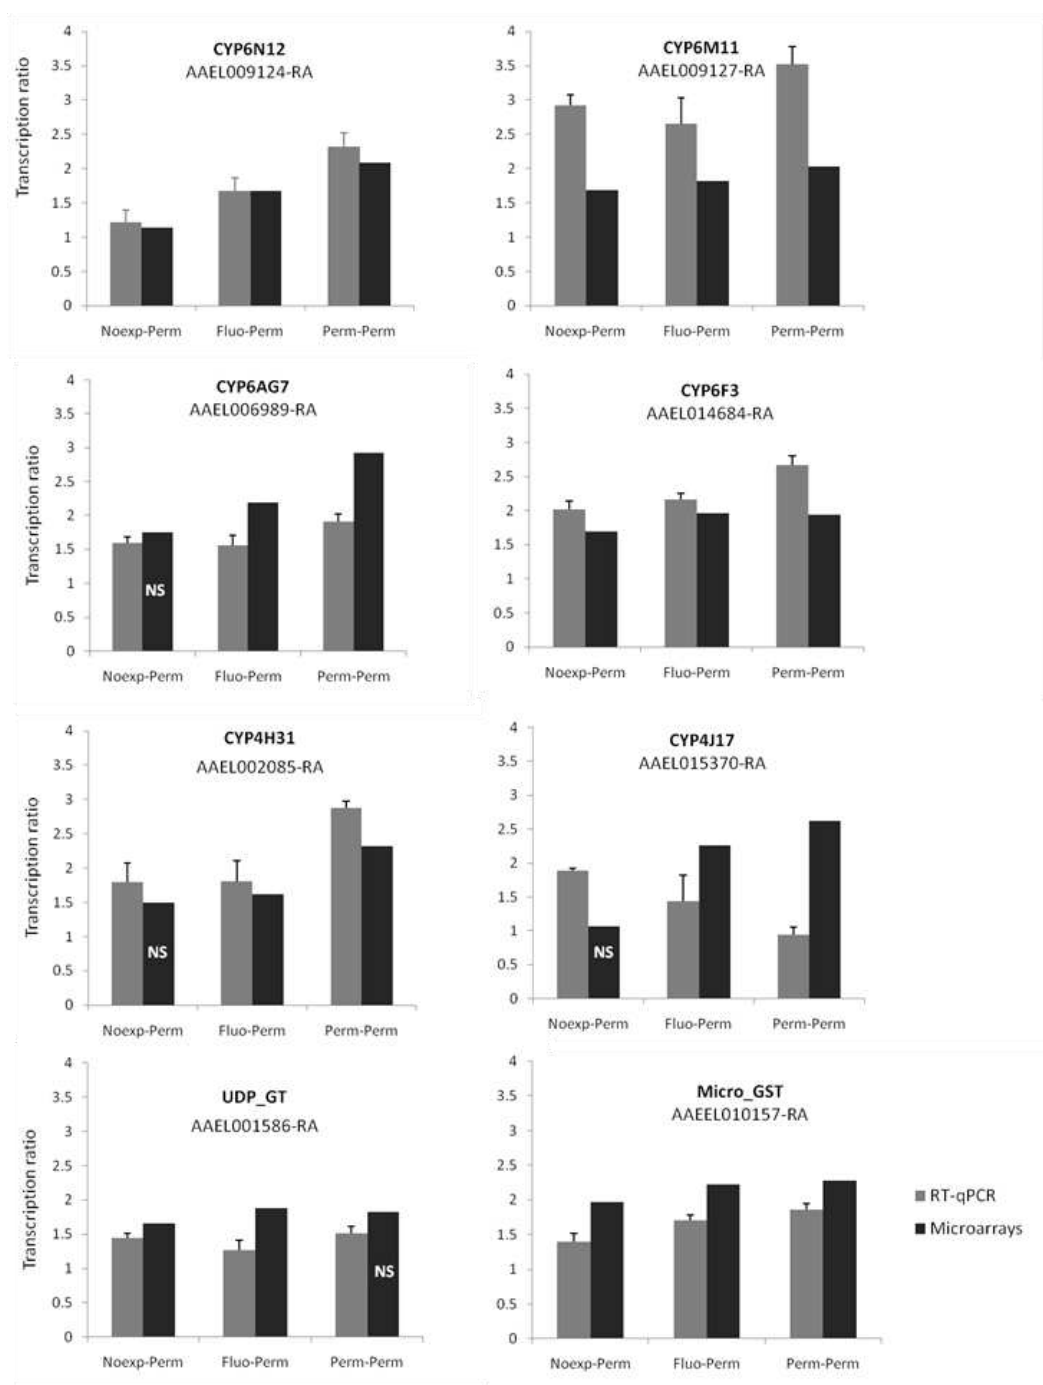 CYP6N12
AAEL009124-RA
Transcription ratio
4
3.5
3
2.5
2
1.5
1
0.5
0
Noexp-Perm Fluo-Perm Perm-Perm
CYP6M11
AAEL009127-RA
4
3.5
3
2.5
2
1.5
1
0.5
0
Noexp-Perm Fluo-Perm Perm-Perm
CYP6AG7
AAEL006989-RA
Transcription ratio
4
3.5
3
2.5
2
1.5
1
0.5
0
NS
Noexp-Perm Fluo-Perm Perm-Perm
CYP6F3
AAEL014684-RA
4
3.5
3
2.5
2
1.5
1
0.5
0
Noexp-Perm Fluo-Perm Perm-Perm
CYP4H31
AAEL002085-RA
Transcription ratio
4
3.5
3
2.5
2
1.5
1
0.5
0
NS
Noexp-Perm Fluo-Perm Perm-Perm
CYP4J17
AAEL015370-RA
4
3.5
3
2.5
2
1.5
1
0.5
0
NS
Noexp-Perm Fluo-Perm Perm-Perm
UDP_GT
AAEL001586-RA
Transcription ratio
4
3.5
3
2.5
2
1.5
1
0.5
0
NS
Noexp-Perm Fluo-Perm Perm-Perm
Micro_GST
AAEEL010157-RA
4
3.5
3
2.5
2
1.5
1
0.5
0
Noexp-Perm Fluo-Perm Perm-Perm
RT-qPCR
Microarrays